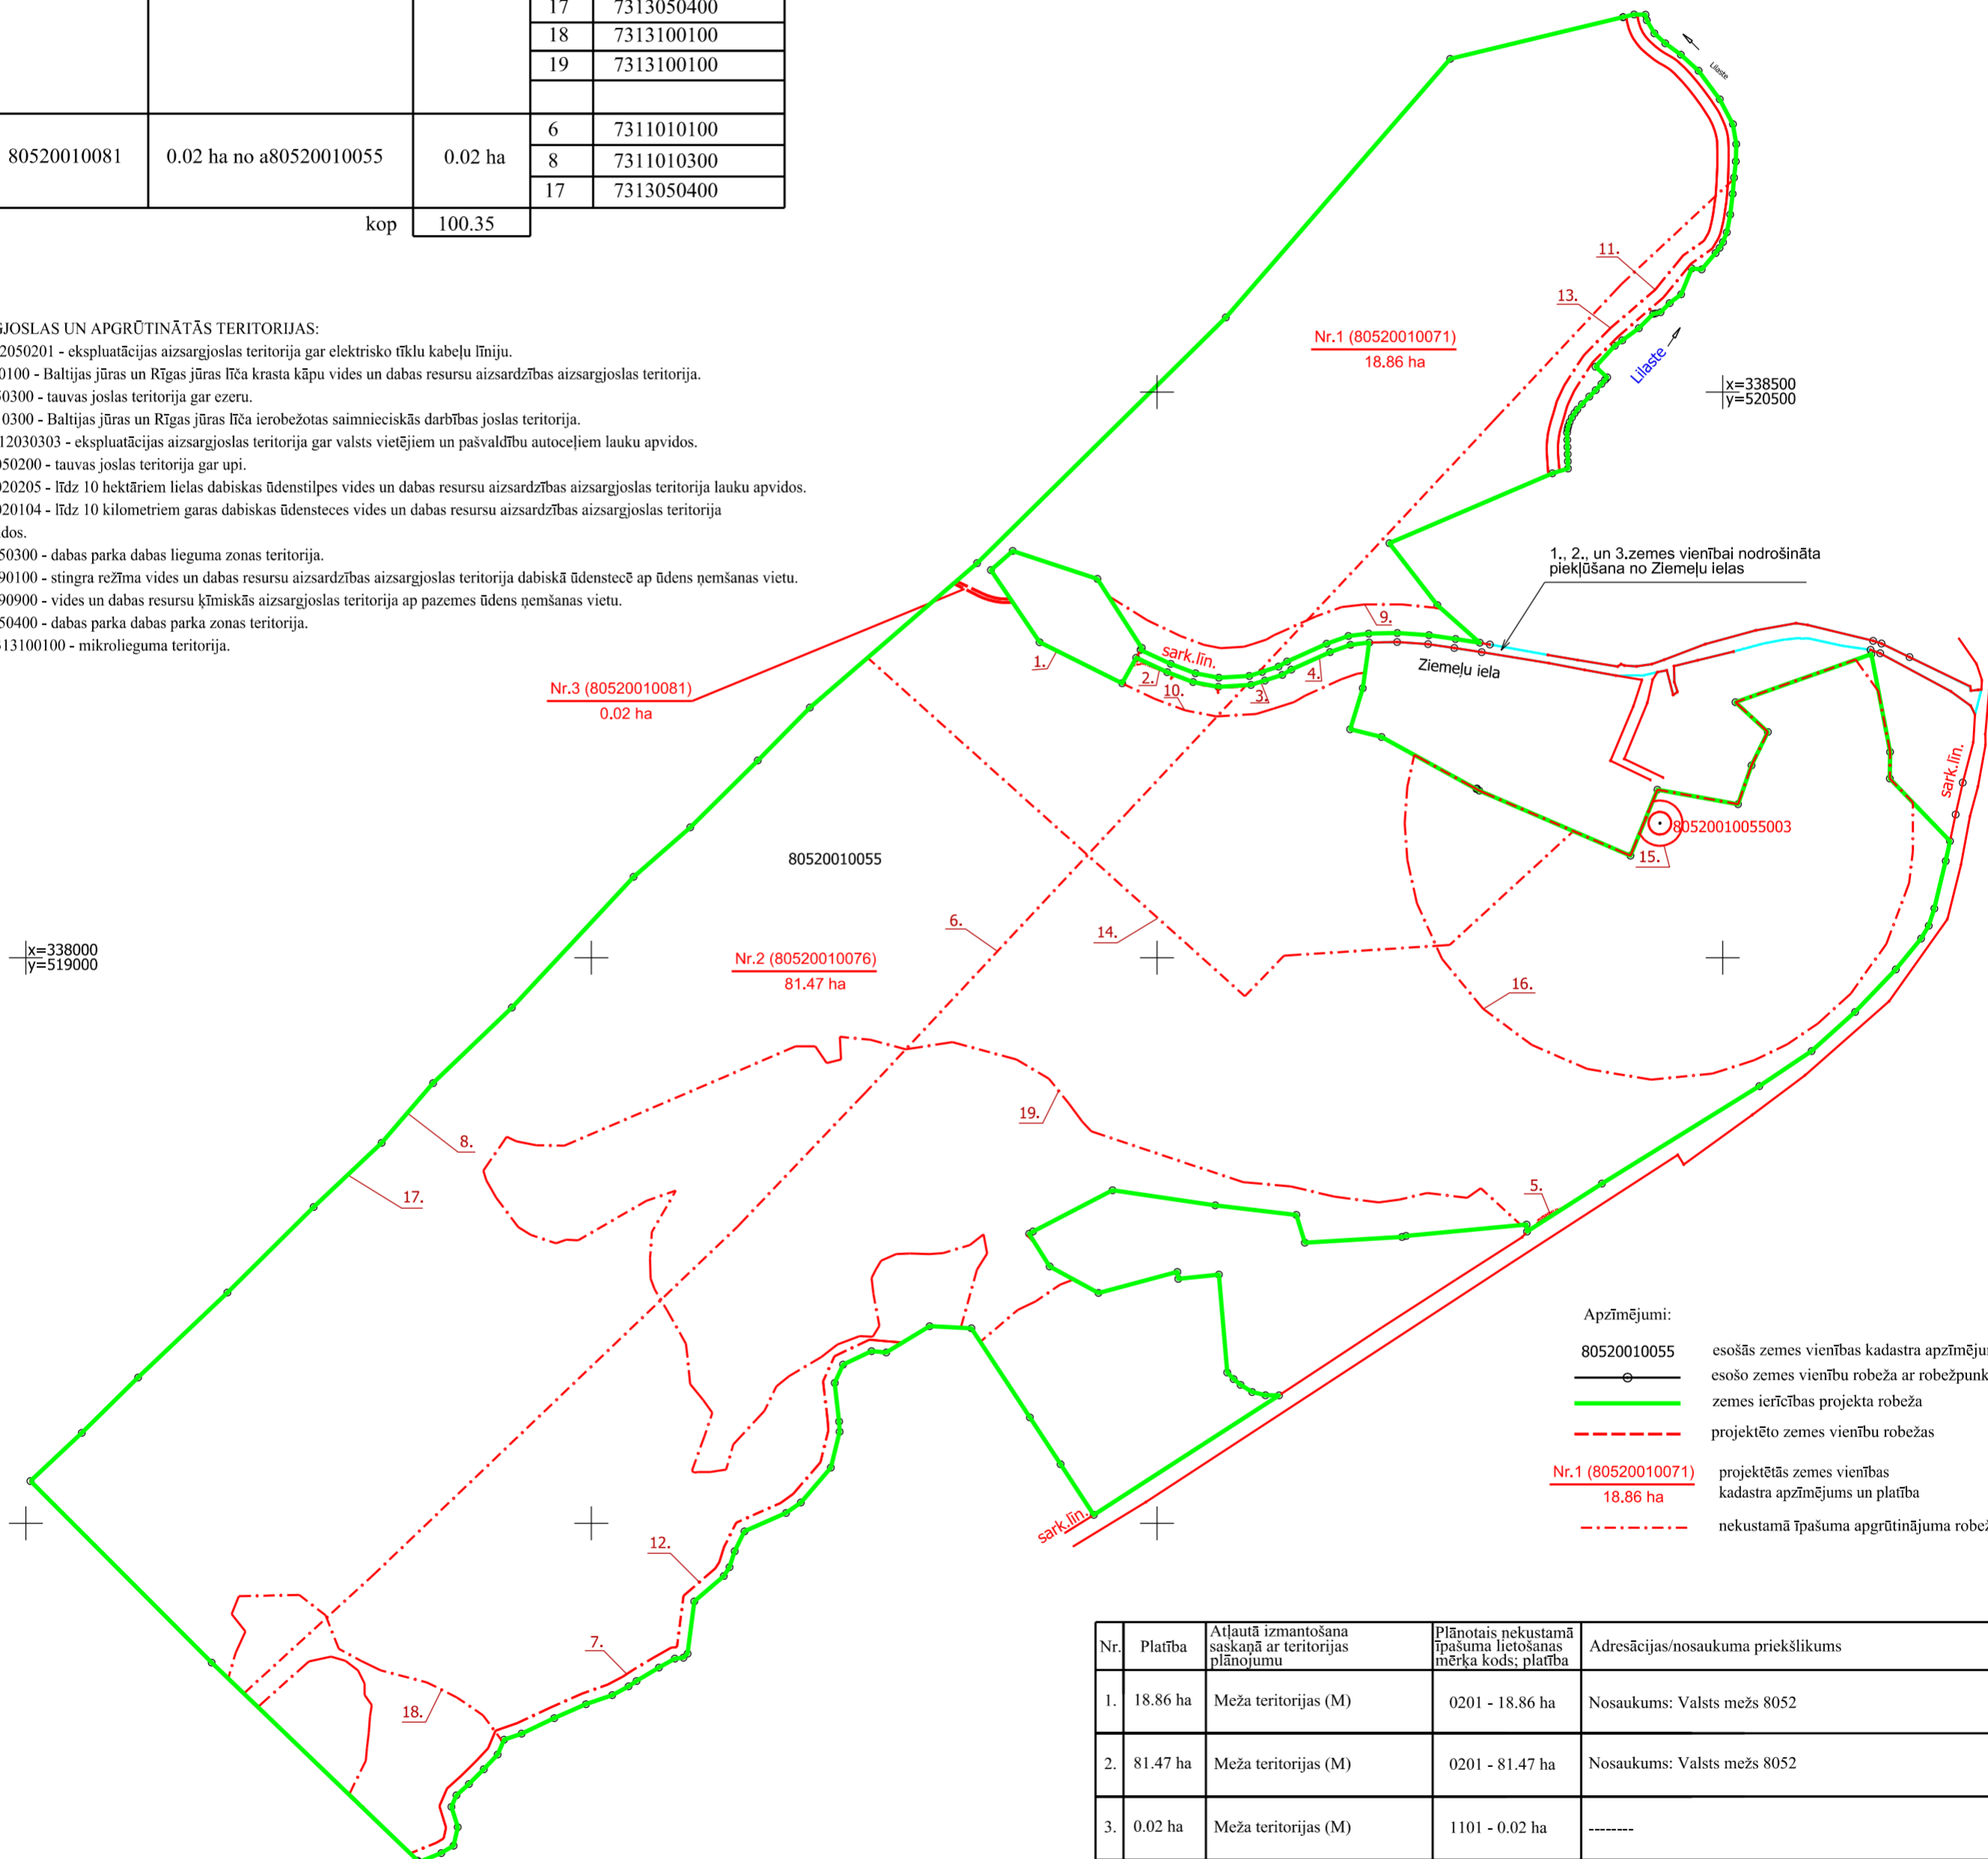 17 7313050400
18 7313100100
19 7313100100
80520010081 0.02 ha no a80520010055 0.02 ha
6 7311010100
8 7311010300
17 7313050400
kop 100.35
GJOSLAS UN APGRŪTINĀTĀS TERITORIJAS:
2050201 - ekspluatācijas aizsargjoslas teritorija gar elektrisko tīklu kabeļu līniju.
0100 - Baltijas jūras un Rīgas jūras līča krasta kāpu vides un dabas resursu aizsardzības aizsargjoslas teritorija.
50300 - tauvas joslas teritorija gar ezeru.
10300 - Baltijas jūras un Rīgas jūras līča ierobežotas saimnieciskās darbības joslas teritorija.
12030303 - ekspluatācijas aizsargjoslas teritorija gar valsts vietējiem un pašvaldību autoceļiem lauku apvidos.
050200 - tauvas joslas teritorija gar upi.
020205 - līdz 10 hektāriem lielas dabiskas ūdenstilpes vides un dabas resursu aizsardzības aizsargjoslas teritorija lauku apvidos.
020104 - līdz 10 kilometriem garas dabiskas ūdensteces vides un dabas resursu aizsardzības aizsargjoslas teritorija
dos.
50300 - dabas parka dabas lieguma zonas teritorija.
90100 - stingra režīma vides un dabas resursu aizsardzības aizsargjoslas teritorija dabiskā ūdenstecē ap ūdens ņemšanas vietu.
90900 - vides un dabas resursu ķīmiskās aizsargjoslas teritorija ap pazemes ūdens ņemšanas vietu.
50400 - dabas parka dabas parka zonas teritorija.
313100100 - mikrolieguma teritorija.
Lilaste
11.
13.
Nr.1 (80520010071)
18.86 ha
Lilaste
x=338500
y=520500
1., 2., un 3.zemes vienībai nodrošināta
piekļūšana no Ziemeļu ielas
9.
1.
sark.līn.
2.
10.
3.
4.
Ziemeļu iela
Nr.3 (80520010081)
0.02 ha
sark.līn.
80520010055003
15.
80520010055
6.
14.
x=338000
y=519000
Nr.2 (80520010076)
81.47 ha
16.
19.
8.
17.
5.
sark.līn.
12.
7.
18.
Apzīmējumi:
80520010055 esošās zemes vienības kadastra apzīmēju
esošo zemes vienību robeža ar robežpunk
zemes ierīcības projekta robeža
projektēto zemes vienību robežas
Nr.1 (80520010071) projektētās zemes vienības
18.86 ha kadastra apzīmējums un platība
nekustamā īpašuma apgrūtinājuma robež
Nr. Platība Atļautā izmantošana saskaņā ar teritorijas plānojumu Plānotais nekustamā īpašuma lietošanas mērķa kods; platība Adresācijas/nosaukuma priekšlikums
1. 18.86 ha Meža teritorijas (M) 0201 - 18.86 ha Nosaukums: Valsts mežs 8052
2. 81.47 ha Meža teritorijas (M) 0201 - 81.47 ha Nosaukums: Valsts mežs 8052
3. 0.02 ha Meža teritorijas (M) 1101 - 0.02 ha --------